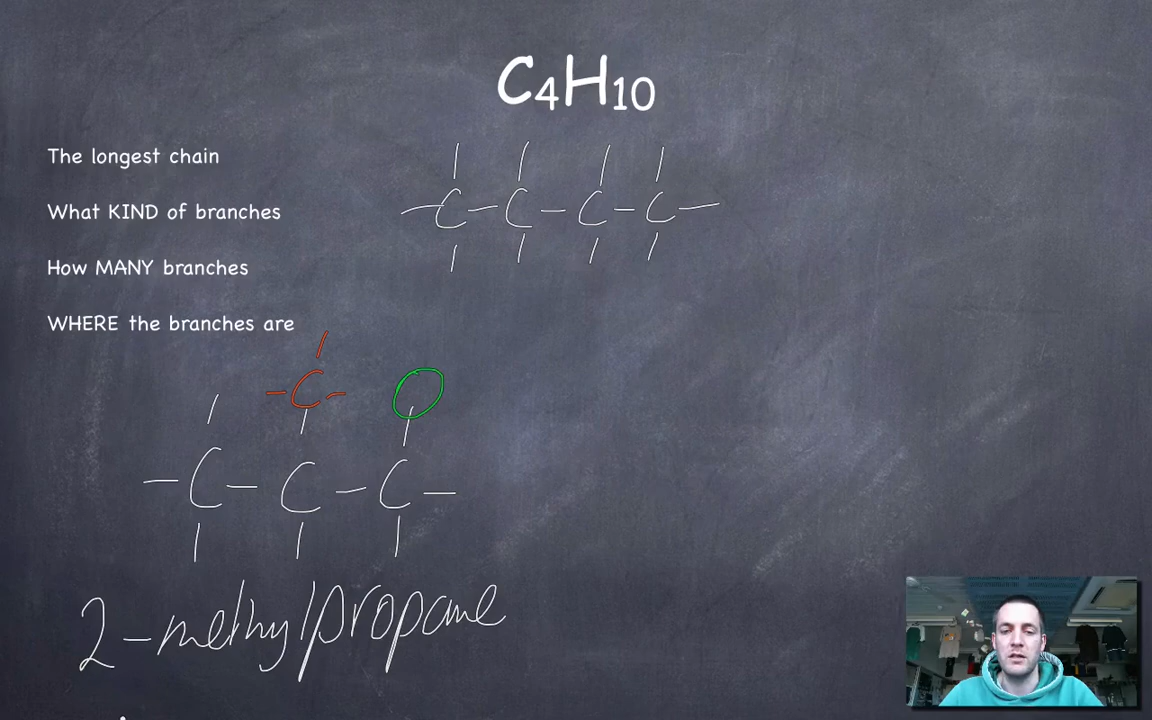 C4H10
The longest chain
What KIND of branches
How MANY branches
WHERE the branches are
C C C C
C
C C C
2-methylpropane